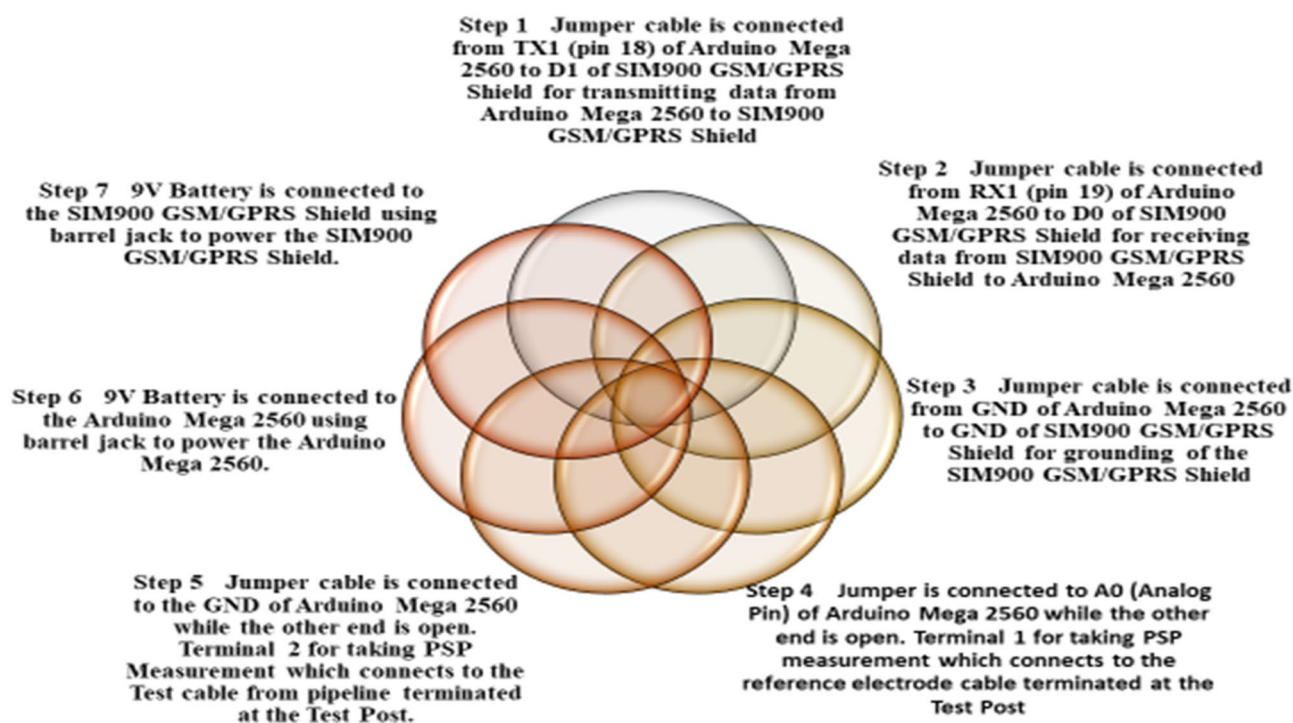 Step 1 Jumper cable is connected
from TX1 (pin 18) of Arduino Mega
2560 to D1 of SIM900 GSM/GPRS
Shield for transmitting data from
Arduino Mega 2560 to SIM900
GSM/GPRS Shield
Step 2 Jumper cable is connected
from RX1 (pin 19) of Arduino
Mega 2560 to D0 of SIM900
GSM/GPRS Shield for receiving
data from SIM900 GSM/GPRS
Shield to Arduino Mega 2560
Step 3 Jumper cable is connected
from GND of Arduino Mega 2560
to GND of SIM900 GSM/GPRS
Shield for grounding of the
SIM900 GSM/GPRS Shield
Step 4 Jumper is connected to A0 (Analog
Pin) of Arduino Mega 2560 while the other
end is open. Terminal 1 for taking PSP
measurement which connects to the
reference electrode cable terminated at the
Test Post
Step 5 Jumper cable is connected
to the GND of Arduino Mega 2560
while the other end is open.
Terminal 2 for taking PSP
Measurement which connects to the
Test cable from pipeline terminated
at the Test Post.
Step 6 9V Battery is connected to
the Arduino Mega 2560 using
barrel jack to power the Arduino
Mega 2560.
Step 7 9V Battery is connected to
the SIM900 GSM/GPRS Shield using
barrel jack to power the SIM900
GSM/GPRS Shield.